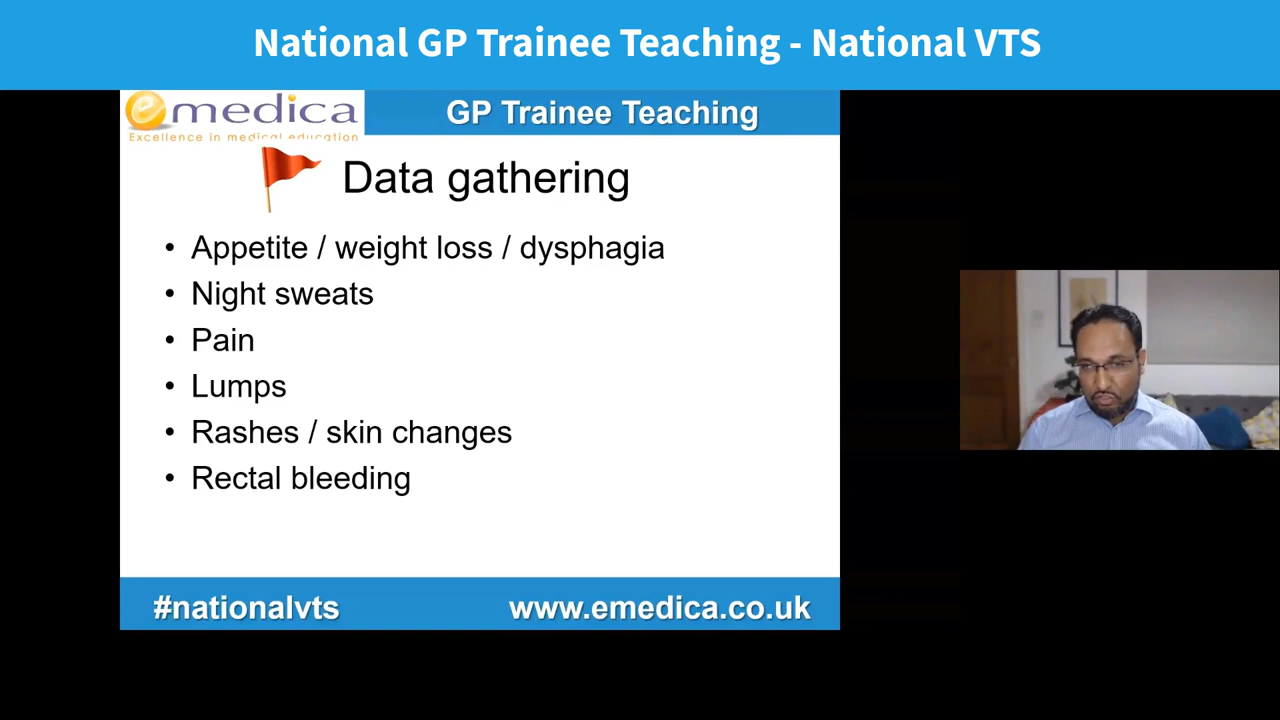 National GP Trainee Teaching - National VTS
emedica
Excellence in medical education
GP Trainee Teaching
Data gathering
• Appetite / weight loss / dysphagia
• Night sweats
• Pain
• Lumps
• Rashes / skin changes
• Rectal bleeding
#nationalvts
www.emedica.co.uk